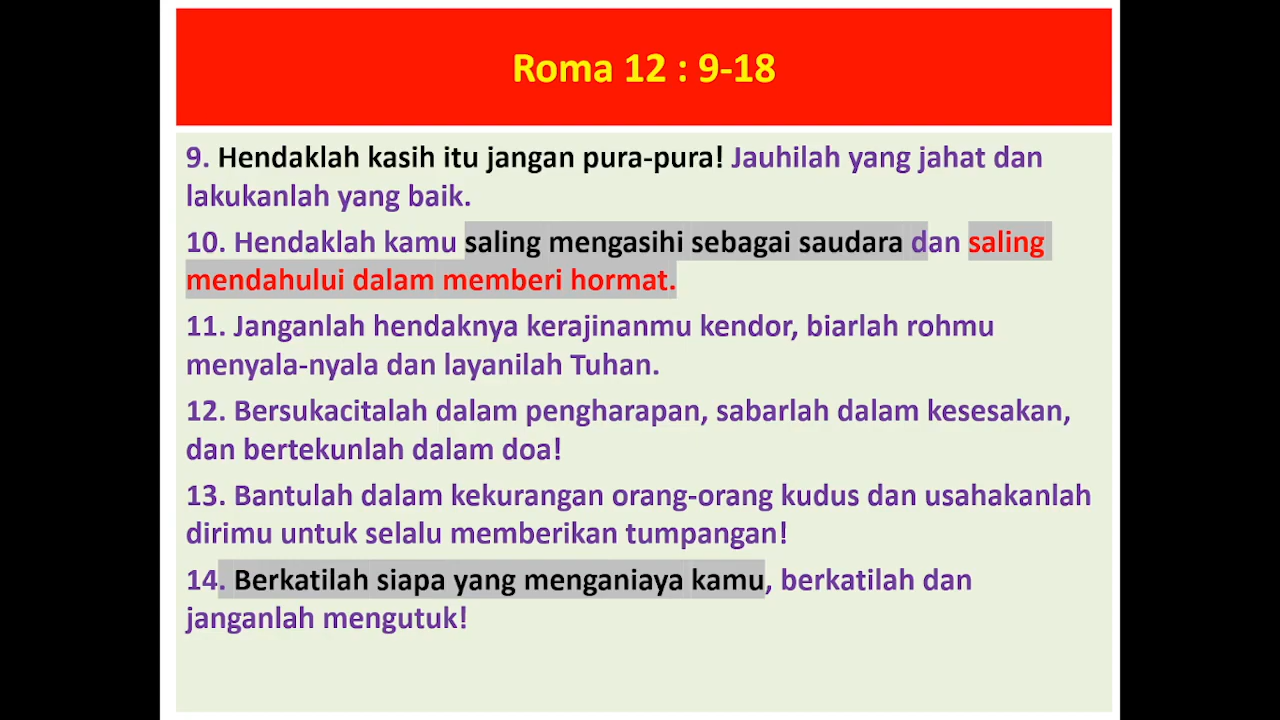 Roma 12 : 9-18
9. Hendaklah kasih itu jangan pura-pura! Jauhilah yang jahat dan
lakukanlah yang baik.
10. Hendaklah kamu saling mengasihi sebagai saudara dan saling
mendahului dalam memberi hormat.
11. Janganlah hendaknya kerajinanmu kendor, biarlah rohmu
menyala-nyala dan layanilah Tuhan.
12. Bersukacitalah dalam pengharapan, sabarlah dalam kesesakan,
dan bertekunlah dalam doa!
13. Bantulah dalam kekurangan orang-orang kudus dan usahakanlah
dirimu untuk selalu memberikan tumpangan!
14. Berkatilah siapa yang menganiaya kamu, berkatilah dan
janganlah mengutuk!